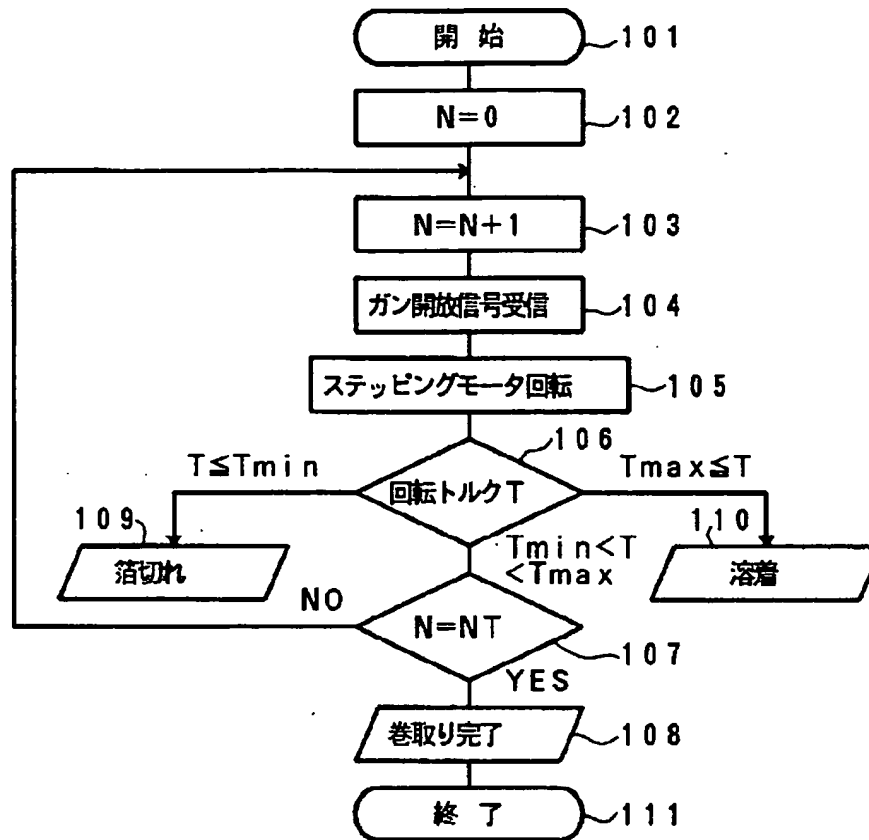 開 始
101
N=0
102
N=N+1
103
ガン開放信号受信
104
ステッピングモータ回転
105
106
T≦Tmin
回転トルクT
Tmax≦T
109
箔切れ
Tmin<T
<Tmax
110
溶着
NO
N=NT
107
YES
巻取り完了
108
終 了
111